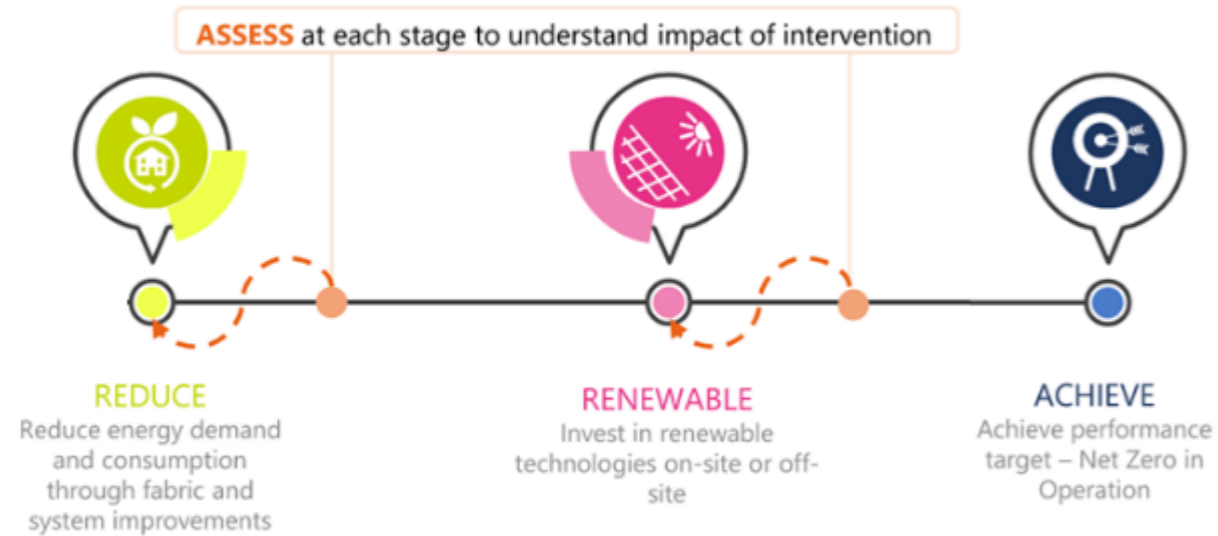 ASSESS at each stage to understand impact of intervention
REDUCE
Reduce energy demand
and consumption
through fabric and
system improvements
RENEWABLE
Invest in renewable
technologies on-site or off-
site
ACHIEVE
Achieve performance
target – Net Zero in
Operation